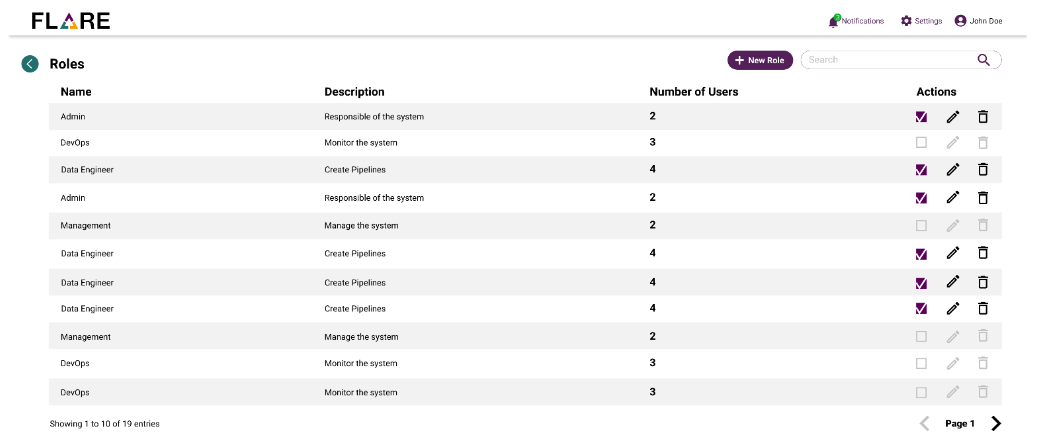 FLARE
3 Notifications Settings John Doe
Roles
+ New Role Search
Name Description Number of Users Actions
Admin Responsible of the system 2
DevOps Monitor the system 3
Data Engineer Create Pipelines 4
Admin Responsible of the system 2
Management Manage the system 2
Data Engineer Create Pipelines 4
Data Engineer Create Pipelines 4
Data Engineer Create Pipelines 4
Management Manage the system 2
DevOps Monitor the system 3
DevOps Monitor the system 3
Showing 1 to 10 of 19 entries Page 1